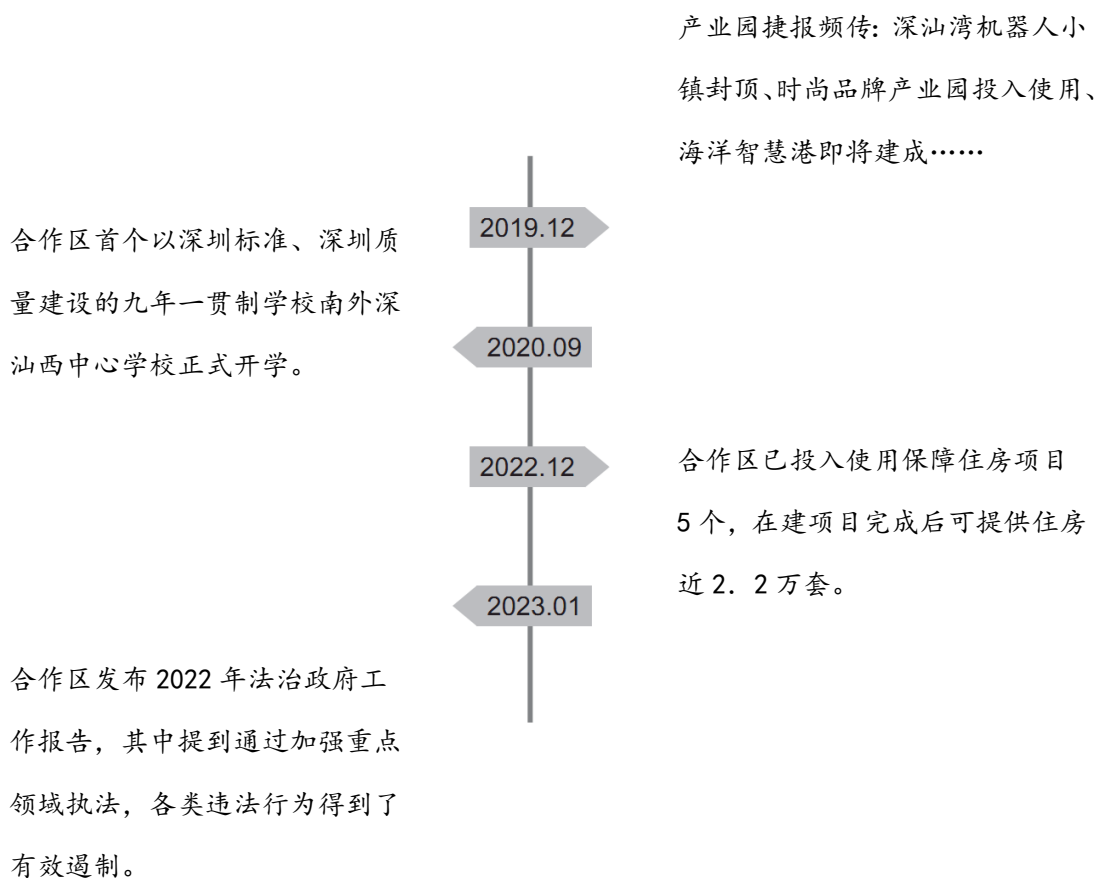 产业园捷报频传：深汕湾机器人小
镇封顶、时尚品牌产业园投入使用、
海洋智慧港即将建成……
2019.12
合作区首个以深圳标准、深圳质
量建设的九年一贯制学校南外深
汕西中心学校正式开学。
2020.09
2022.12
合作区已投入使用保障住房项目
5个，在建项目完成后可提供住房
近2．2万套。
2023.01
合作区发布2022年法治政府工
作报告，其中提到通过加强重点
领域执法，各类违法行为得到了
有效遏制。